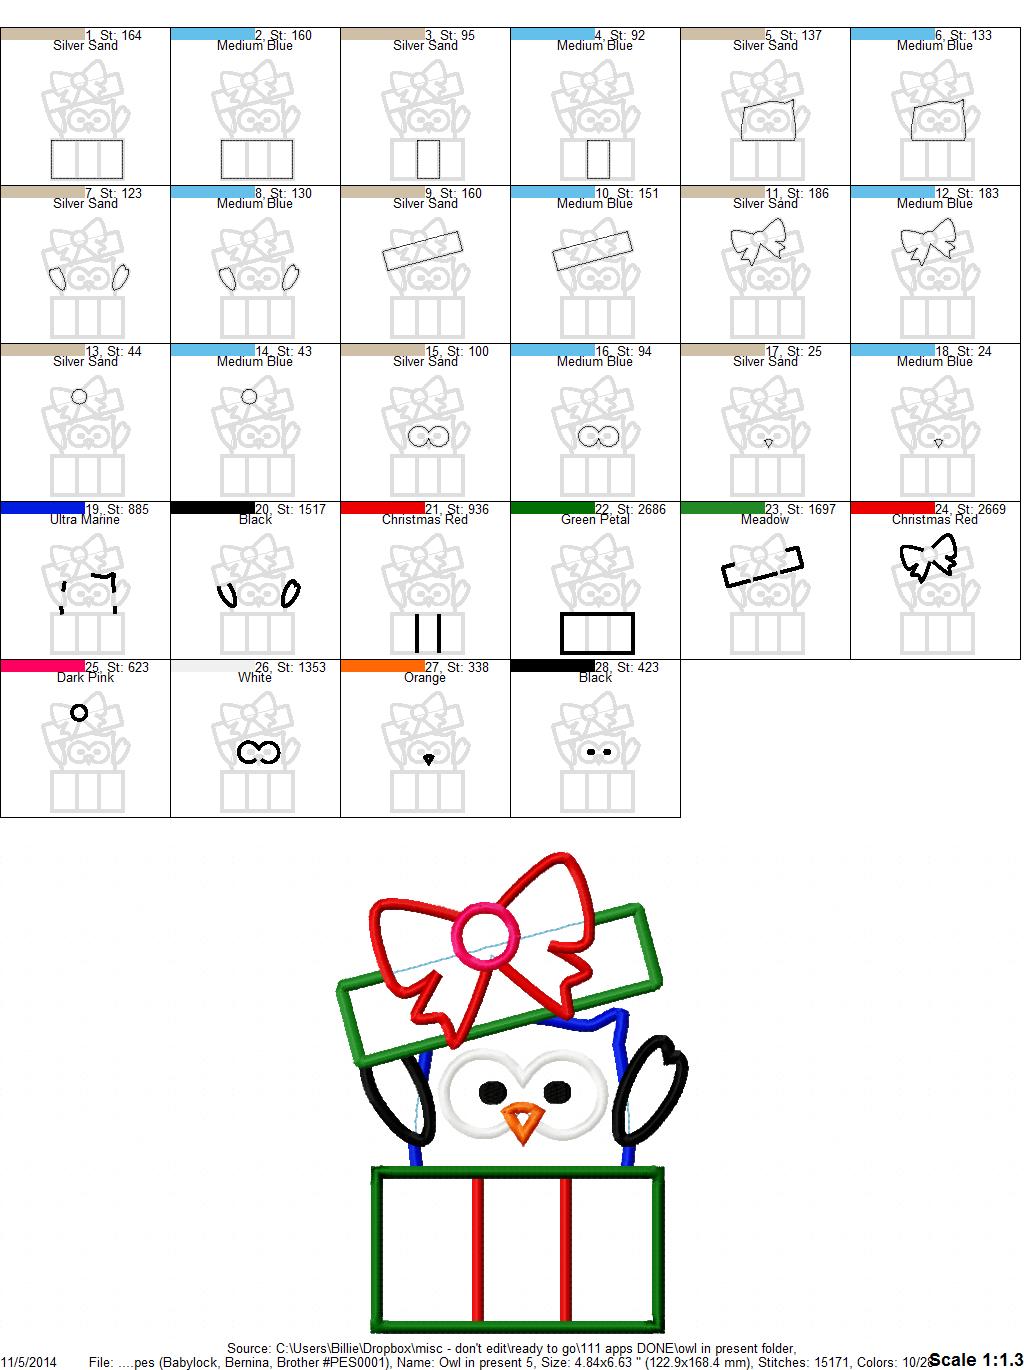 1, St: 164
Silver Sand
2, St: 160
Medium Blue
3, St: 95
Silver Sand
4, St: 92
Medium Blue
5, St: 137
Silver Sand
6, St: 133
Medium Blue
7, St: 123
Silver Sand
8, St: 130
Medium Blue
9, St: 160
Silver Sand
10, St: 151
Medium Blue
11, St: 186
Silver Sand
12, St: 183
Medium Blue
13, St: 44
Silver Sand
14, St: 43
Medium Blue
15, St: 100
Silver Sand
16, St: 94
Medium Blue
17, St: 25
Silver Sand
18, St: 24
Medium Blue
19, St: 885
Ultra Marine
20, St: 1517
Black
21, St: 936
Christmas Red
22, St: 2686
Green Petal
23, St: 1697
Meadow
24, St: 2669
Christmas Red
25, St: 623
Dark Pink
26, St: 1353
White
27, St: 338
Orange
28, St: 423
Black
Source: C:\Users\Billie\Dropbox\misc - don't edit\ready to go\111 apps DONE\owl in present folder,
11/5/2014 File: ....pes (Babylock, Bernina, Brother #PES0001), Name: Owl in present 5, Size: 4.84x6.63 " (122.9x168.4 mm), Stitches: 15171, Colors: 10/28 Scale 1:1.3